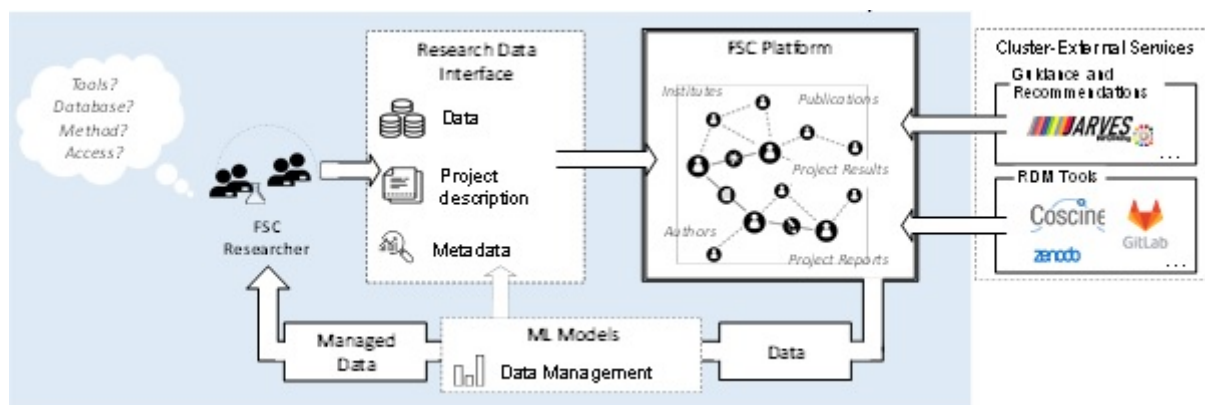 Tools?
Database?
Method?
Access?
FSC
Researcher
Research Data
Interface
Data
Project
description
Metadada
FSC Platform
Institutes
Publications
Project Results
Authors
Project Reports
Cluster-External Services
Guidance and
Recommendations
JARVES
...
RDM Tools
Coscine
GitLab
zenodo
...
Managed
Data
ML Models
Data Management
Data